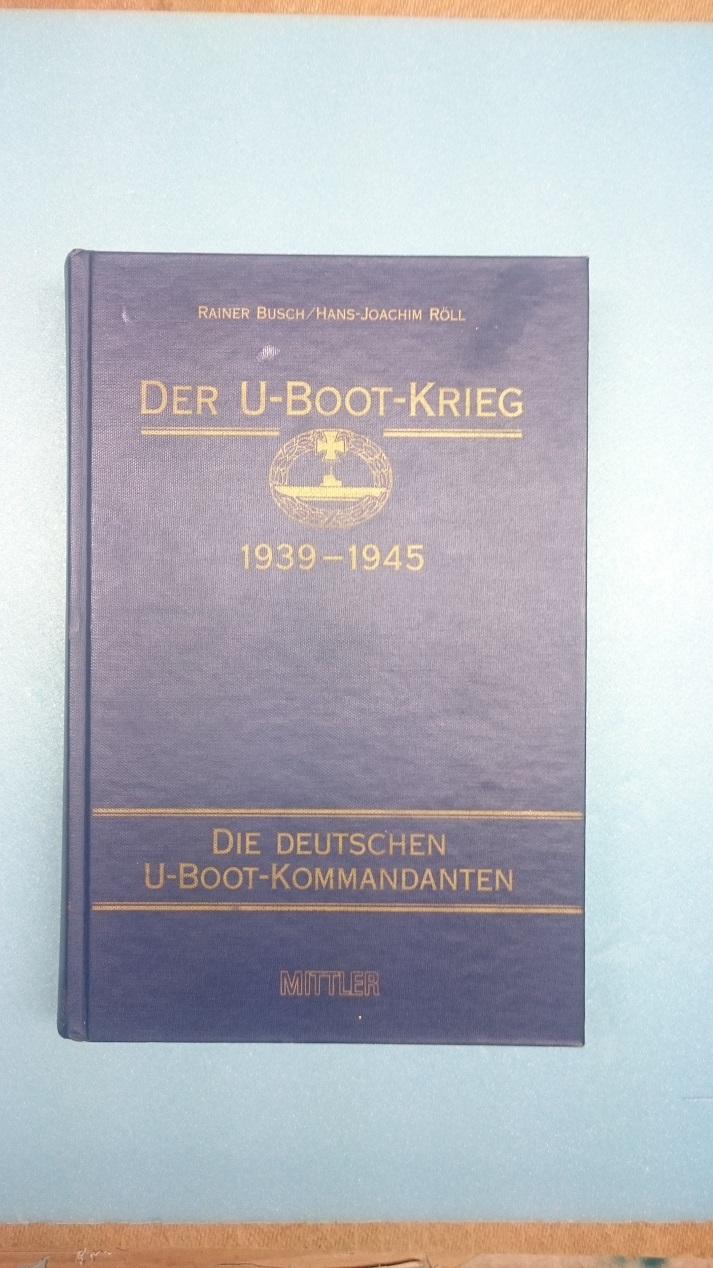 RAINER BUSCH/HANS-JOACHIM RÖLL
DER U-BOOT-KRIEG
1939–1945
DIE DEUTSCHEN
U-BOOT-KOMMANDANTEN
MITTLER